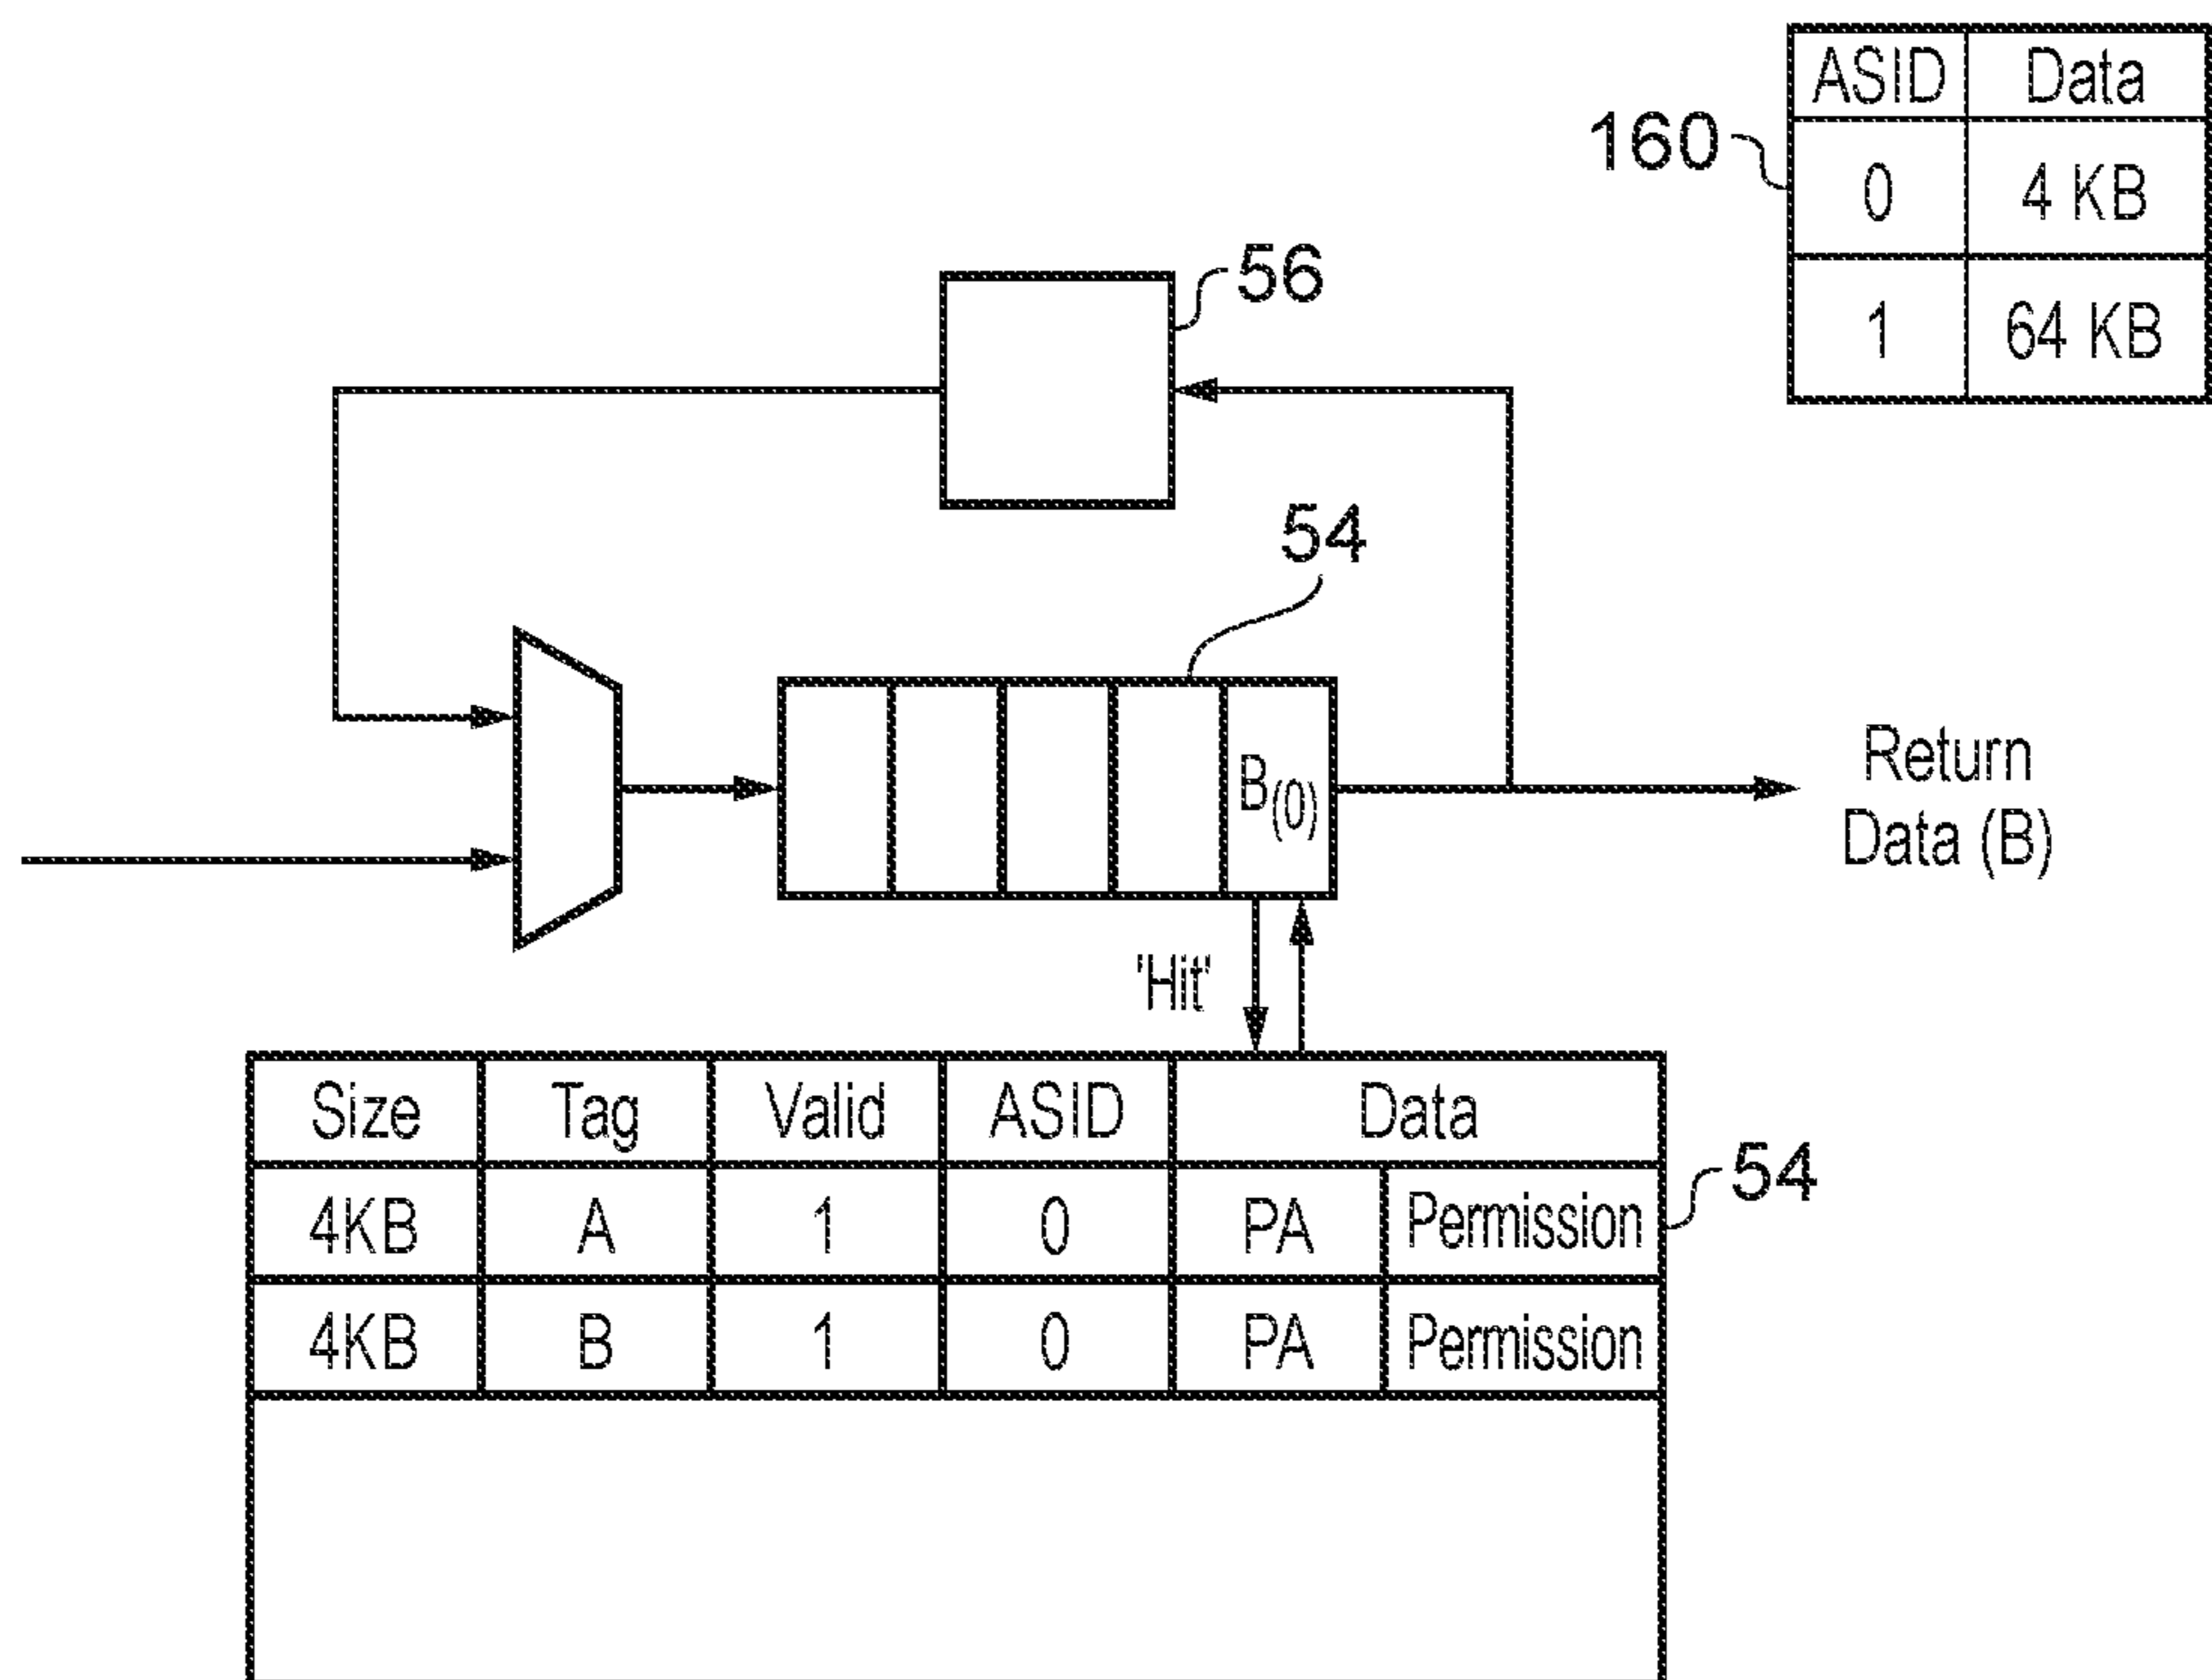 ASID Data
160
0 4 KB
1 64 KB
56
54
B(0)
Return
Data (B)
'Hit'
Size Tag Valid ASID Data
4KB A 1 0 PA Permission
54
4KB B 1 0 PA Permission